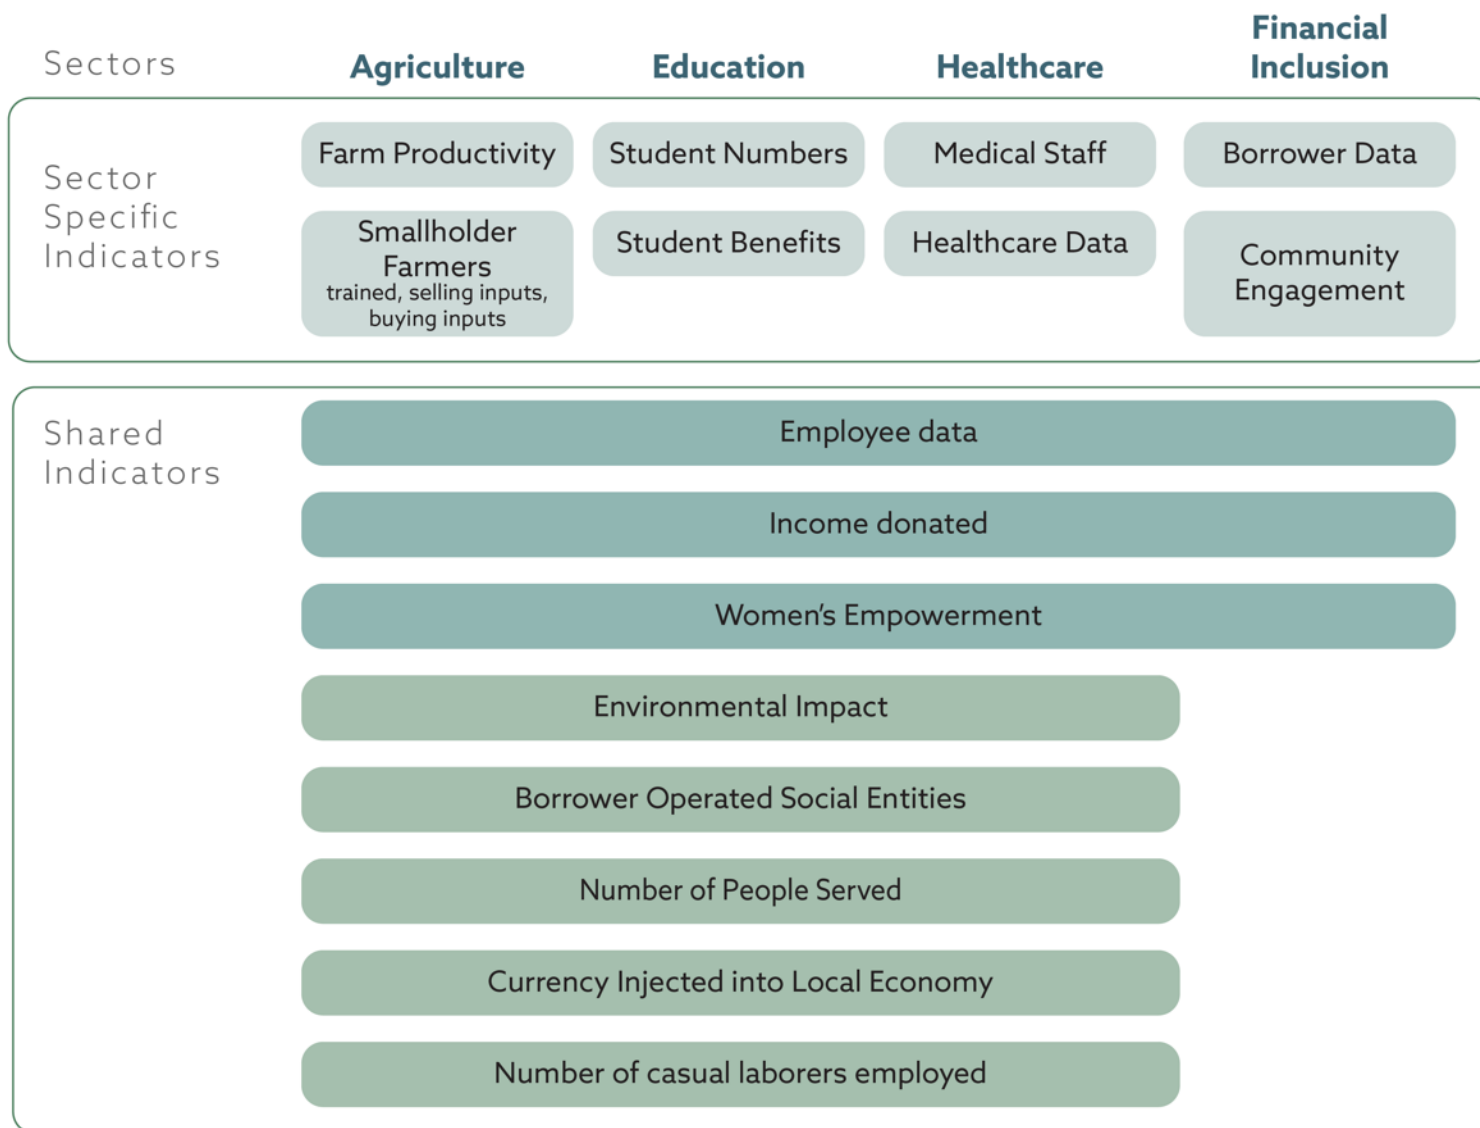 Sectors
Agriculture
Education
Healthcare
Financial
Inclusion
Sector
Specific
Indicators
Farm Productivity
Student Numbers
Medical Staff
Borrower Data
Smallholder
Farmers
trained, selling inputs,
buying inputs
Student Benefits
Healthcare Data
Community
Engagement
Shared
Indicators
Employee data
Income donated
Women’s Empowerment
Environmental Impact
Borrower Operated Social Entities
Number of People Served
Currency Injected into Local Economy
Number of casual laborers employed